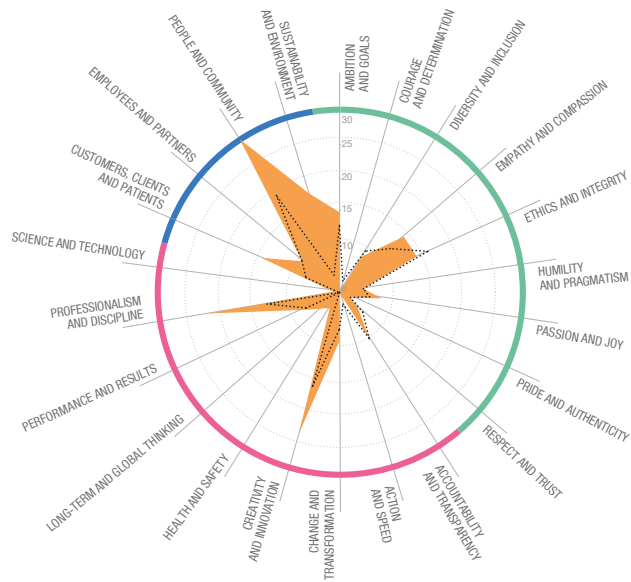 AMBITION
AND GOALS
COURAGE
AND DETERMINATION
DIVERSITY AND INCLUSION
EMPATHY AND COMPASSION
ETHICS AND INTEGRITY
HUMILITY
AND PRAGMATISM
PASSION AND JOY
PRIDE AND AUTHENTICITY
RESPECT AND TRUST
ACCOUNTABILITY
AND TRANSPARENCY
ACTION
AND SPEED
CHANGE AND
TRANSFORMATION
CREATIVITY
AND INNOVATION
HEALTH AND SAFETY
LONG-TERM AND GLOBAL THINKING
PERFORMANCE AND RESULTS
PROFESSIONALISM
AND DISCIPLINE
SCIENCE AND TECHNOLOGY
CUSTOMERS, CLIENTS
AND PATIENTS
EMPLOYEES AND PARTNERS
PEOPLE AND COMMUNITY
SUSTAINABILITY
AND ENVIRONMENT
30
25
20
15
10